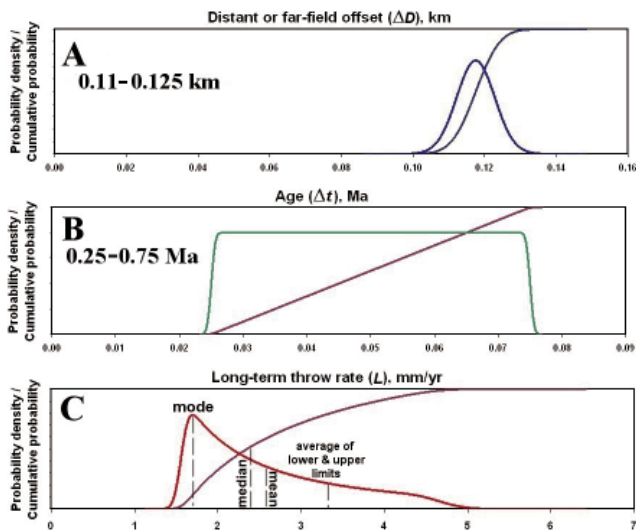 Distant or far-field offset (ΔD), km
Probability density /
Cumulative probability
A
0.11-0.125 km
0.00 0.02 0.04 0.06 0.08 0.10 0.12 0.14 0.16
Age (Δt), Ma
Probability density /
Cumulative probability
B
0.25-0.75 Ma
0.00 0.01 0.02 0.03 0.04 0.05 0.06 0.07 0.08 0.09
Long-term throw rate (L), mm/yr
Probability density /
Cumulative probability
C
mode
median
mean
average of
lower & upper
limits
0 1 2 3 4 5 6 7